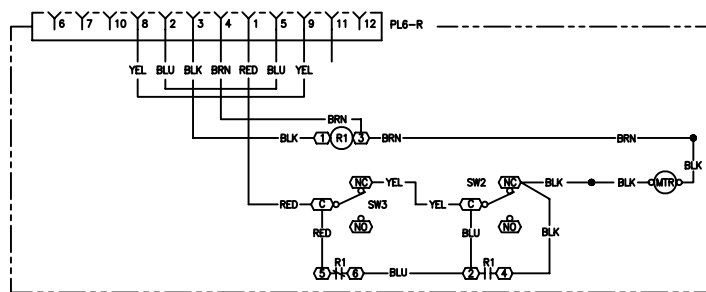 6 7 10 8 2 3 4 1 5 9 11 12 PL6-R
YEL BLU BLK BRN RED BLU YEL
BRN
BLK 1 R1 3 BRN BRN
BLK
NC YEL SW2 NC BLK BLK MTR
RED C SW3 YEL C
NO NO
RED BLU BLK
R1 R1
5 6 BLU 2 4